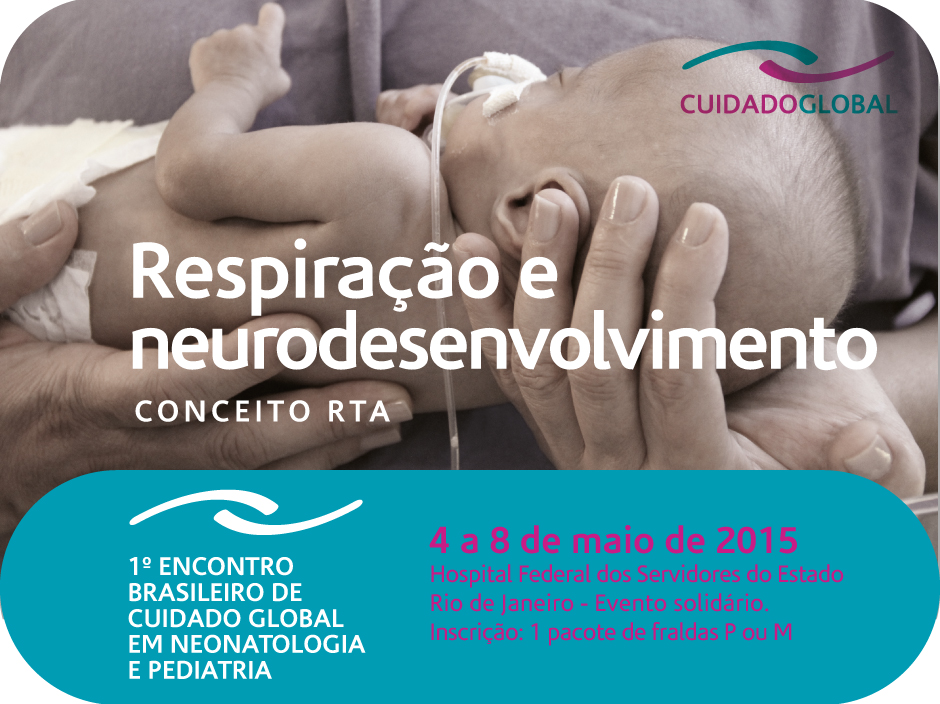 CUIDADOGLOBAL
Respiração e
neurodesenvolvimento
CONCEITO RTA
1º ENCONTRO
BRASILEIRO DE
CUIDADO GLOBAL
EM NEONATOLOGIA
E PEDIATRIA
4 a 8 de maio de 2015
Hospital Federal dos Servidores do Estado
Rio de Janeiro - Evento solidário.
Inscrição: 1 pacote de fraldas P ou M